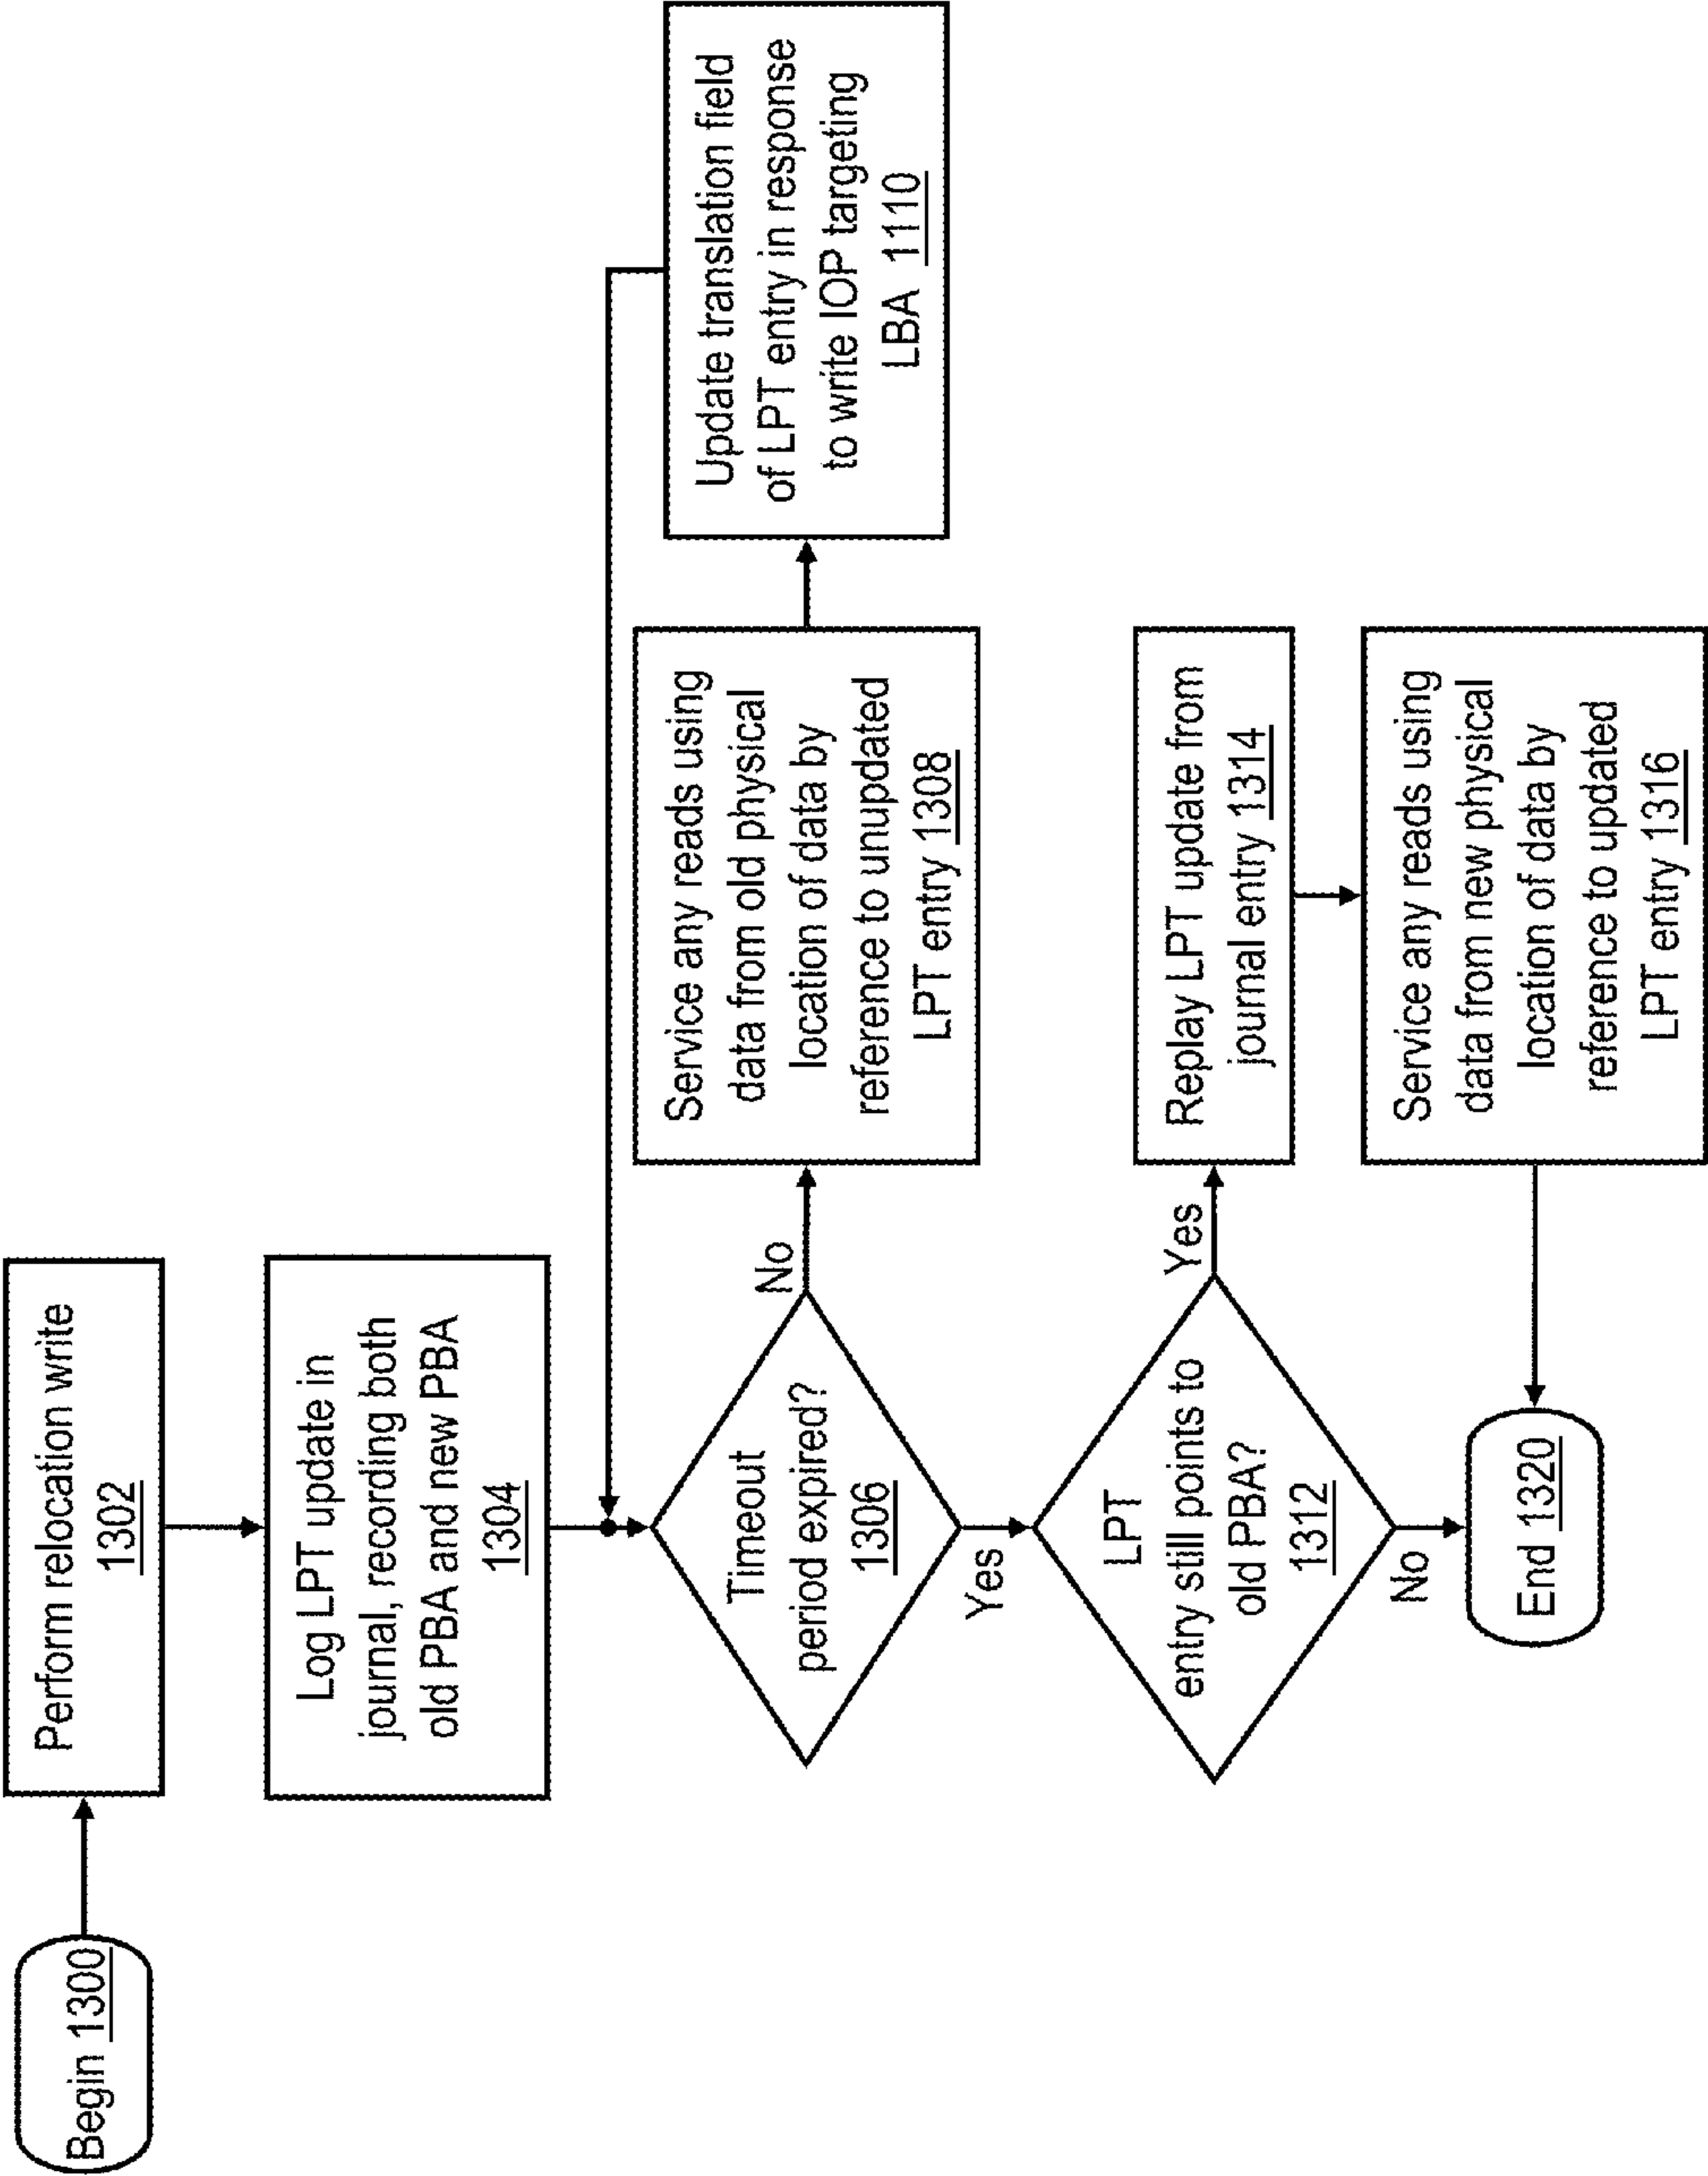 Begin 1300
Perform relocation write
1302
Log LPT update in
journal, recording both
old PBA and new PBA
1304
Timeout
period expired?
1306
No
Service any reads using
data from old physical
location of data by
reference to unupdated
LPT entry 1308
Update translation field
of LPT entry in response
to write IOP targeting
LBA 1110
Yes
LPT
entry still points to
old PBA?
1312
Yes
Replay LPT update from
journal entry 1314
Service any reads using
data from new physical
location of data by
reference to updated
LPT entry 1316
No
End 1320